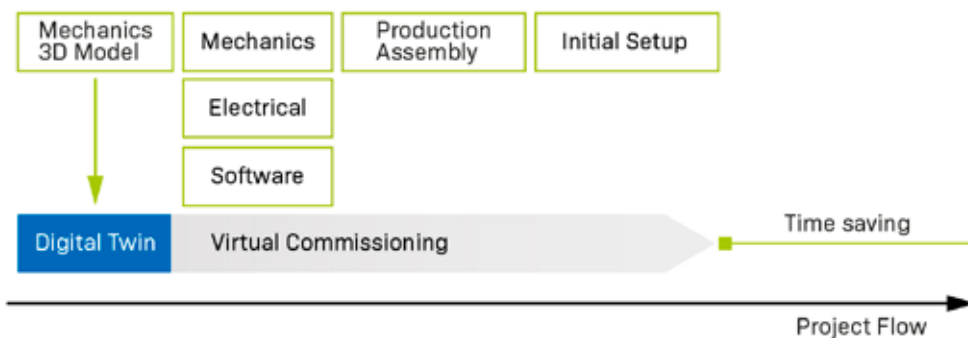 Mechanics
3D Model
Mechanics
Production
Assembly
Initial Setup
Electrical
Software
Digital Twin
Virtual Commissioning
Time saving
Project Flow